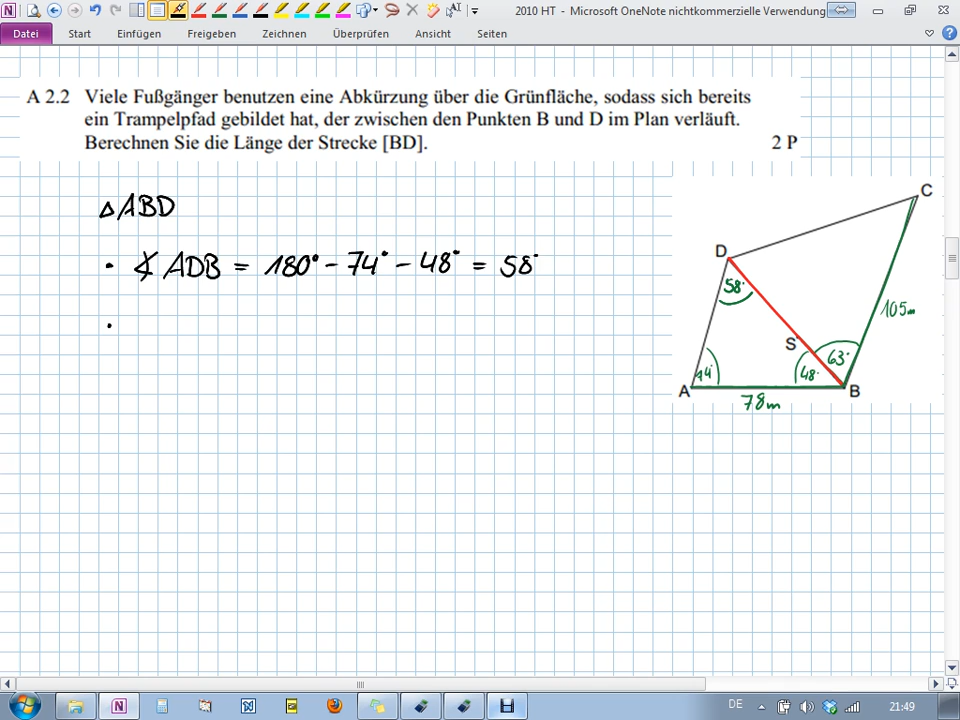 2010 HT - Microsoft OneNote nichtkommerzielle Verwendung
Datei Start Einfügen Freigeben Zeichnen Überprüfen Ansicht Seiten
A 2.2 Viele Fußgänger benutzen eine Abkürzung über die Grünfläche, sodass sich bereits
ein Trampelpfad gebildet hat, der zwischen den Punkten B und D im Plan verläuft.
Berechnen Sie die Länge der Strecke [BD]. 2 P
△ABD
• ∢ ADB = 180° - 74° - 48° = 58°
•
C
D
58°
105m
S
63°
74°
48°
A
B
78m
DE
21:49